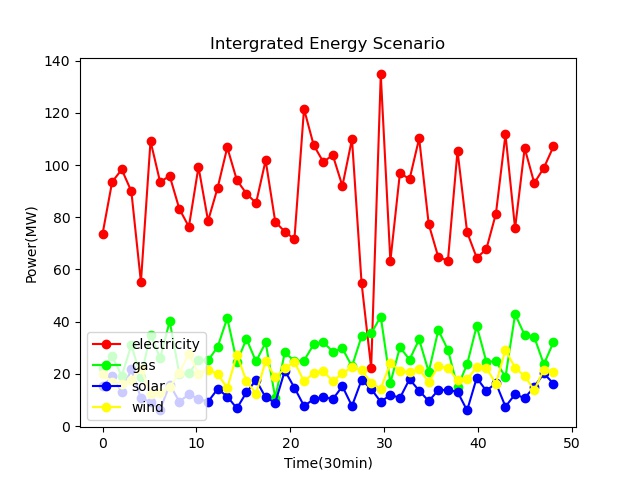 Intergrated Energy Scenario
Power(MW)
140
120
100
80
60
40
20
0
electricity
gas
solar
wind
0 10 20 30 40 50
Time(30min)